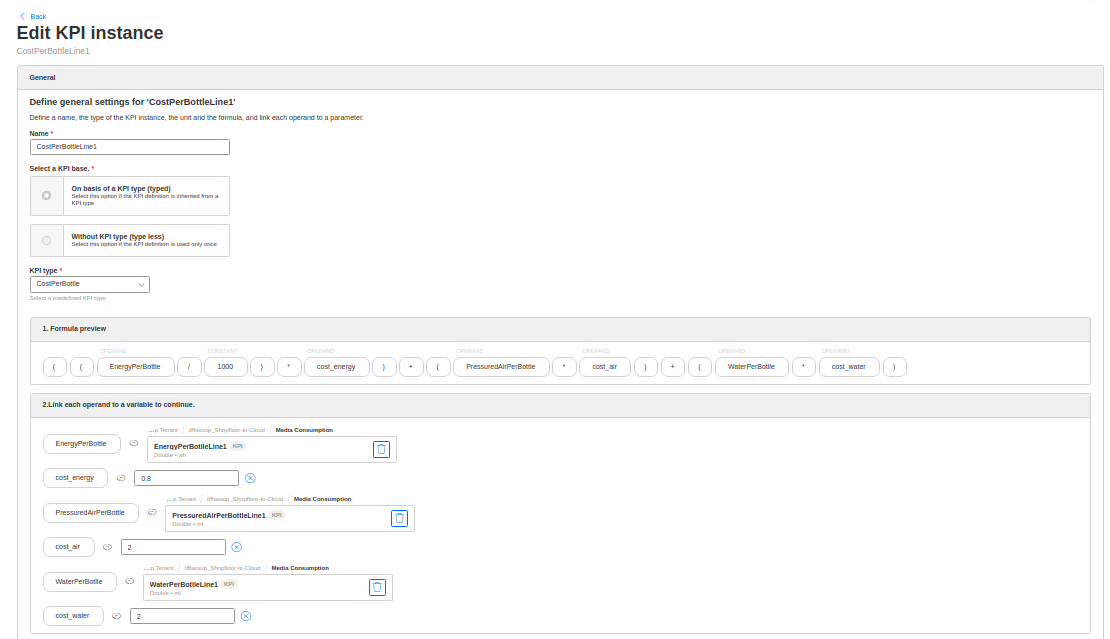 Back
Edit KPI instance
CostPerBottleLine1
General
Define general settings for 'CostPerBottleLine1'
Define a name, the type of the KPI instance, the unit and the formula, and link each operand to a parameter.
Name *
CostPerBottleLine1
Select a KPI base. *
On basis of a KPI type (typed)
Select this option if the KPI definition is inherited from a
KPI type
Without KPI type (type less)
Select this option if the KPI definition is used only once
KPI type *
CostPerBottle
Select a predefined KPI type.
1. Formula preview
OPERAND CONSTANT OPERAND OPERAND OPERAND OPERAND OPERAND
( ( EnergyPerBottle / 1000 ) * cost_energy ) + ( PressuredAirPerBottle * cost_air ) + ( WaterPerBotlle * cost_water )
2.Link each operand to a variable to continue.
...p.Tenant / dffassup_Shopfloor-to-Cloud / Media Consumption
EnergyPerBottle
EnergyPerBotlleLine1 KPI
Double • wh
cost_energy 0.8
...p.Tenant / dffassup_Shopfloor-to-Cloud / Media Consumption
PressuredAirPerBottle
PressuredAirPerBottleLine1 KPI
Double • ml
cost_air 2
...p.Tenant / dffassup_Shopfloor-to-Cloud / Media Consumption
WaterPerBotlle
WaterPerBotlleLine1 KPI
Double • ml
cost_water 2